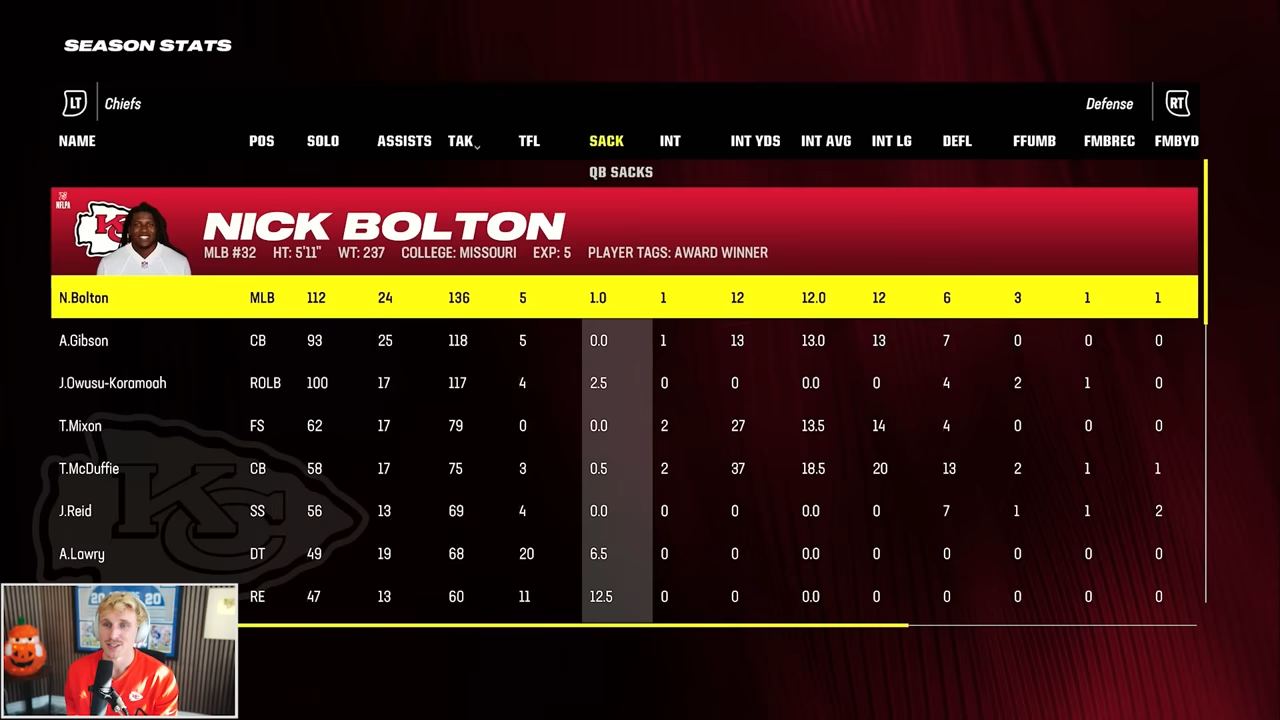 SEASON STATS
LT Chiefs Defense RT
NAME POS SOLO ASSISTS TAK TFL SACK INT INT YDS INT AVG INT LG DEFL FFUMB FMBREC FMBYD
QB SACKS
NFLPA
KC
NICK BOLTON
MLB #32 HT: 5'11" WT: 237 COLLEGE: MISSOURI EXP: 5 PLAYER TAGS: AWARD WINNER
N.Bolton MLB 112 24 136 5 1.0 1 12 12.0 12 6 3 1 1
A.Gibson CB 93 25 118 5 0.0 1 13 13.0 13 7 0 0 0
J.Owusu-Koramoah ROLB 100 17 117 4 2.5 0 0 0.0 0 4 2 1 0
T.Mixon FS 62 17 79 0 0.0 2 27 13.5 14 4 0 0 0
T.McDuffie CB 58 17 75 3 0.5 2 37 18.5 20 13 2 1 1
J.Reid SS 56 13 69 4 0.0 0 0 0.0 0 7 1 1 2
A.Lowry DT 49 19 68 20 6.5 0 0 0.0 0 0 0 0 0
RE 47 13 60 11 12.5 0 0 0.0 0 0 0 0 0
KC